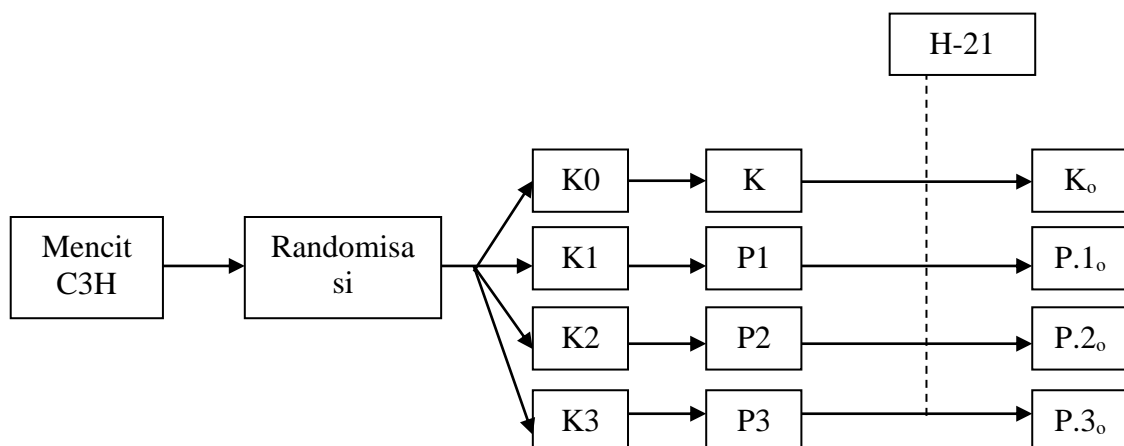 H-21
K0
K
Kₒ
Mencit
C3H
Randomisa
si
K1
P1
P.1ₒ
K2
P2
P.2ₒ
K3
P3
P.3ₒ